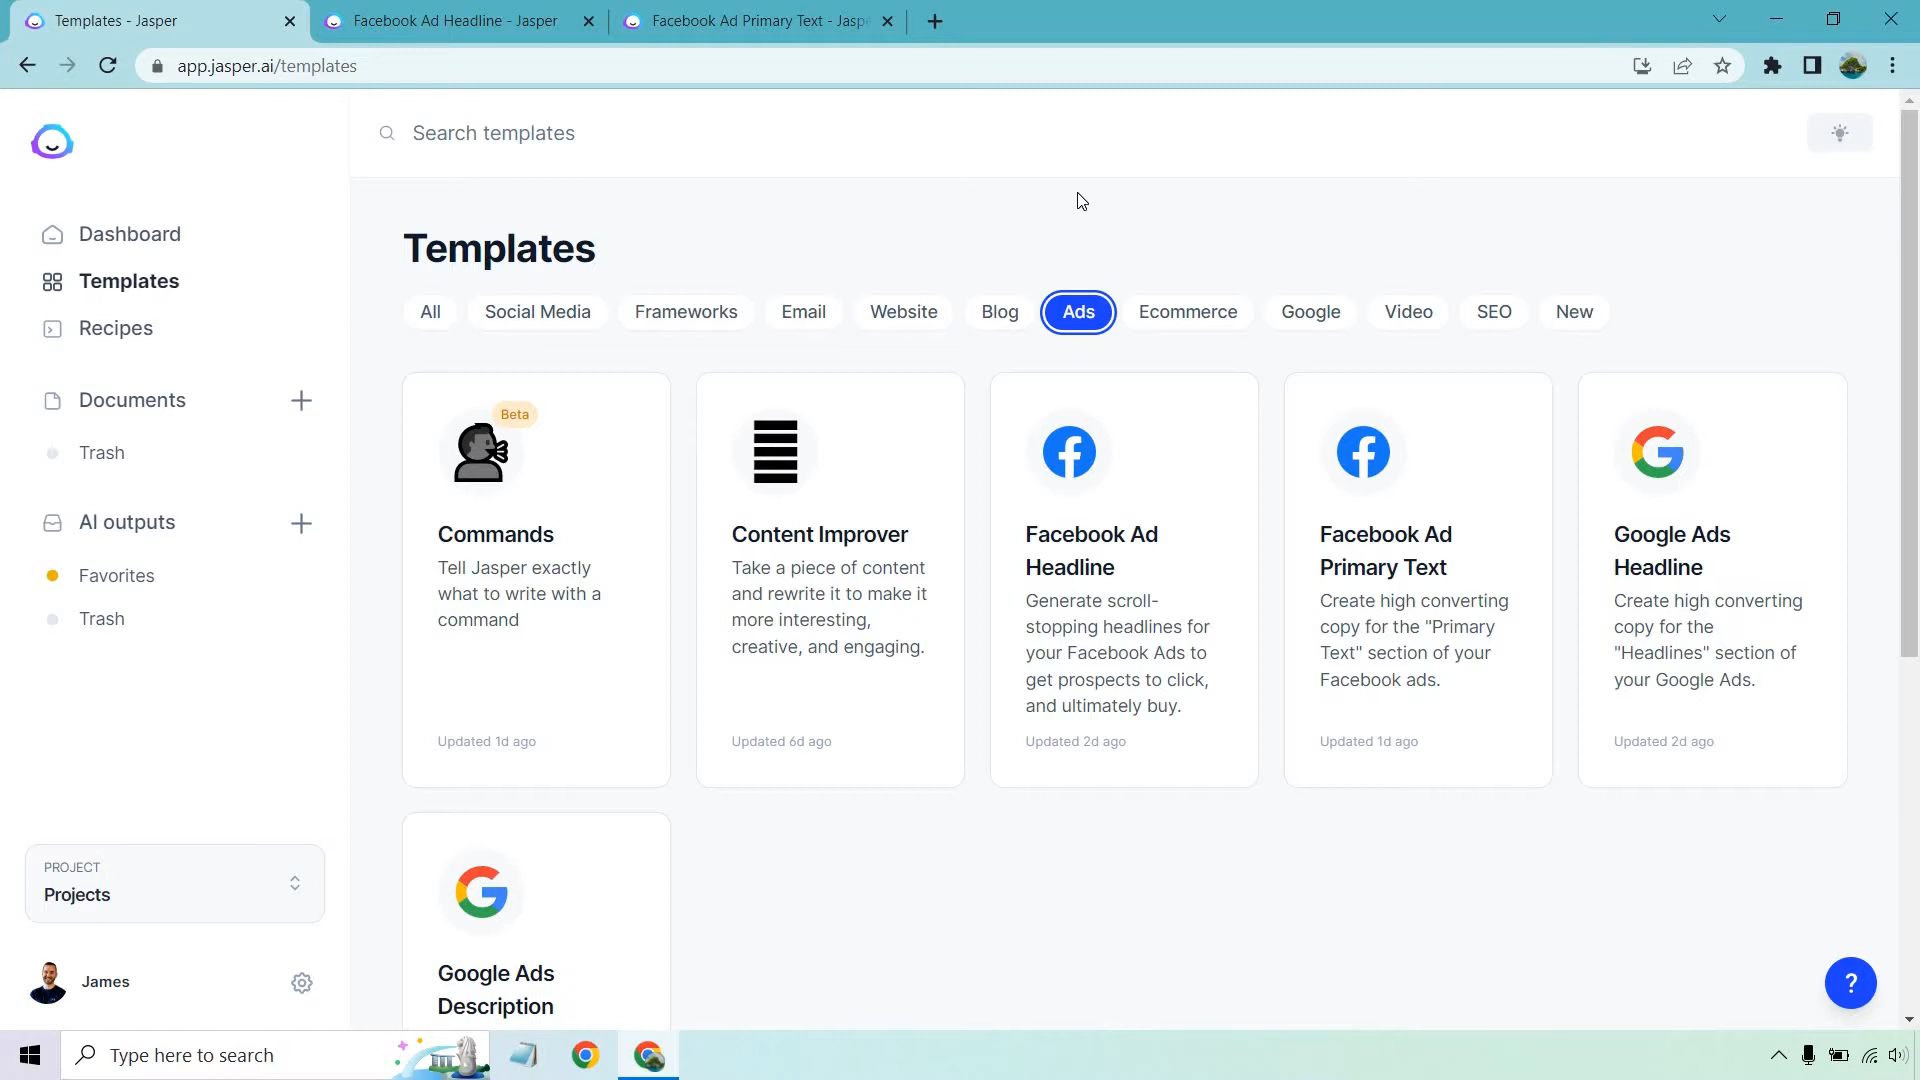 Templates - Jasper
Facebook Ad Headline - Jasper
Facebook Ad Primary Text - Jasp
app.jasper.ai/templates
Search templates
Dashboard
Templates
Recipes
Documents
Trash
AI outputs
Favorites
Trash
PROJECT
Projects
James
Templates
All
Social Media
Frameworks
Email
Website
Blog
Ads
Ecommerce
Google
Video
SEO
New
Beta
Commands
Tell Jasper exactly
what to write with a
command
Updated 1d ago
Content Improver
Take a piece of content
and rewrite it to make it
more interesting,
creative, and engaging.
Updated 6d ago
Facebook Ad
Headline
Generate scroll-
stopping headlines for
your Facebook Ads to
get prospects to click,
and ultimately buy.
Updated 2d ago
Facebook Ad
Primary Text
Create high converting
copy for the "Primary
Text" section of your
Facebook ads.
Updated 1d ago
Google Ads
Headline
Create high converting
copy for the
"Headlines" section of
your Google Ads.
Updated 2d ago
Google Ads
Description
?
Type here to search